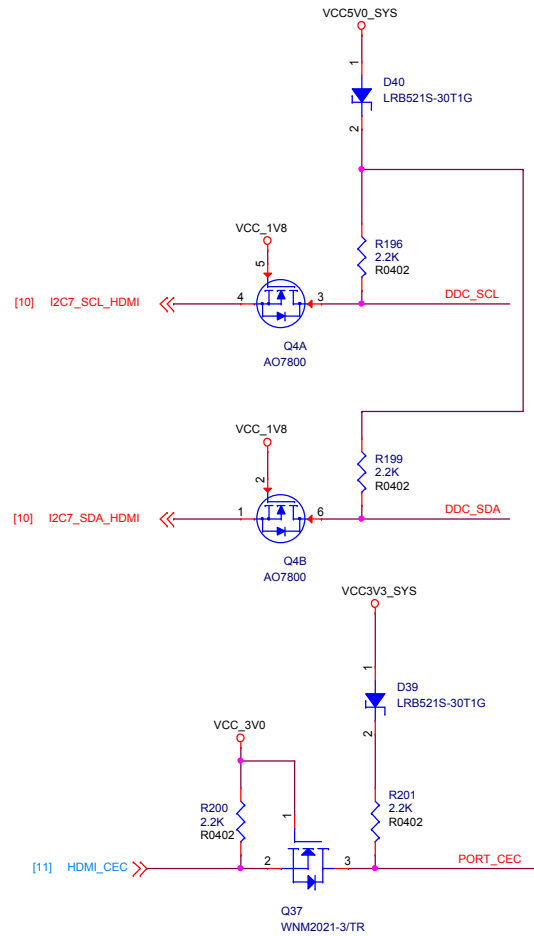 VCC5V0_SYS
1
D40
LRB521S-30T1G
2
VCC_1V8
5
R196
2.2K
R0402
[10] I2C7_SCL_HDMI
4
3
DDC_SCL
Q4A
AO7800
VCC_1V8
2
R199
2.2K
R0402
[10] I2C7_SDA_HDMI
1
6
DDC_SDA
Q4B
AO7800
VCC3V3_SYS
1
D39
LRB521S-30T1G
2
VCC_3V0
R200
2.2K
R0402
1
R201
2.2K
R0402
[11] HDMI_CEC
2
3
PORT_CEC
Q37
WNM2021-3/TR